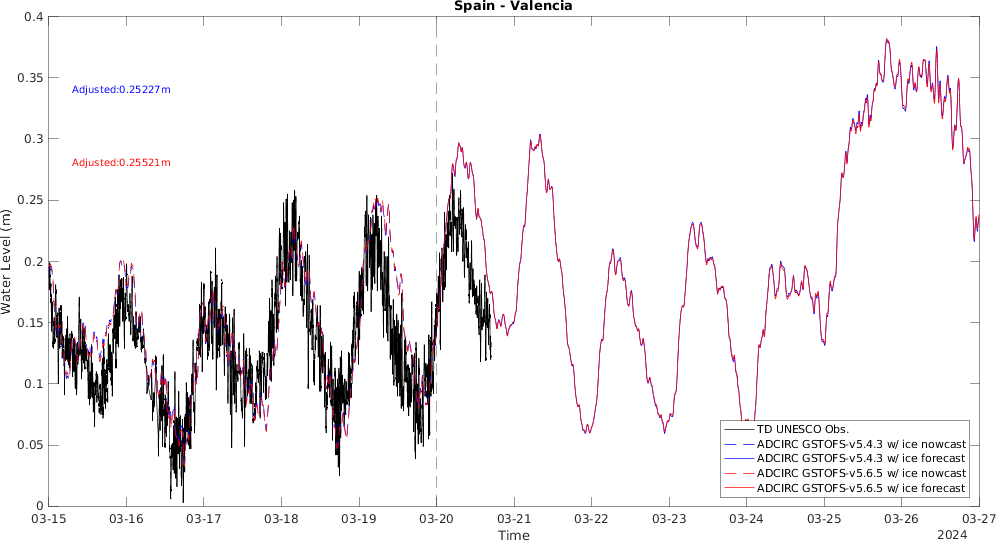 Spain - Valencia
0.4
0.35
0.3
0.25
0.2
0.15
0.1
0.05
0
Water Level (m)
Adjusted:0.25227m
Adjusted:0.25521m
TD UNESCO Obs.
ADCIRC GSTOFS-v5.4.3 w/ ice nowcast
ADCIRC GSTOFS-v5.4.3 w/ ice forecast
ADCIRC GSTOFS-v5.6.5 w/ ice nowcast
ADCIRC GSTOFS-v5.6.5 w/ ice forecast
03-15 03-16 03-17 03-18 03-19 03-20 03-21 03-22 03-23 03-24 03-25 03-26 03-27
Time
2024